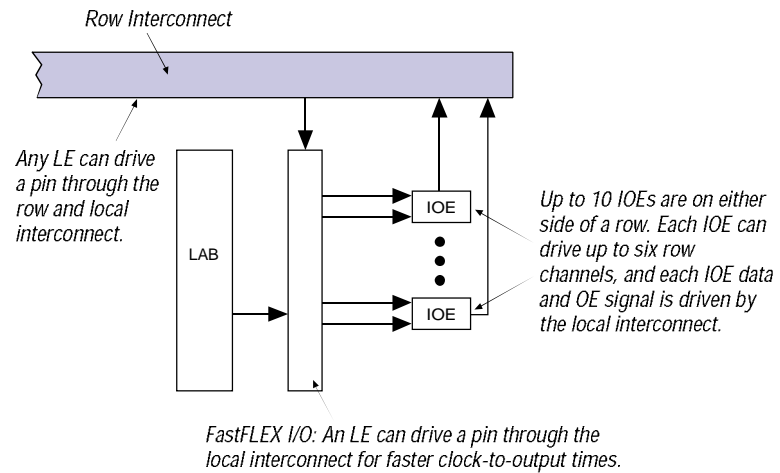 Row Interconnect
Any LE can drive
a pin through the
row and local
interconnect.
LAB
IOE
IOE
Up to 10 IOEs are on either
side of a row. Each IOE can
drive up to six row
channels, and each IOE data
and OE signal is driven by
the local interconnect.
FastFLEX I/O: An LE can drive a pin through the
local interconnect for faster clock-to-output times.